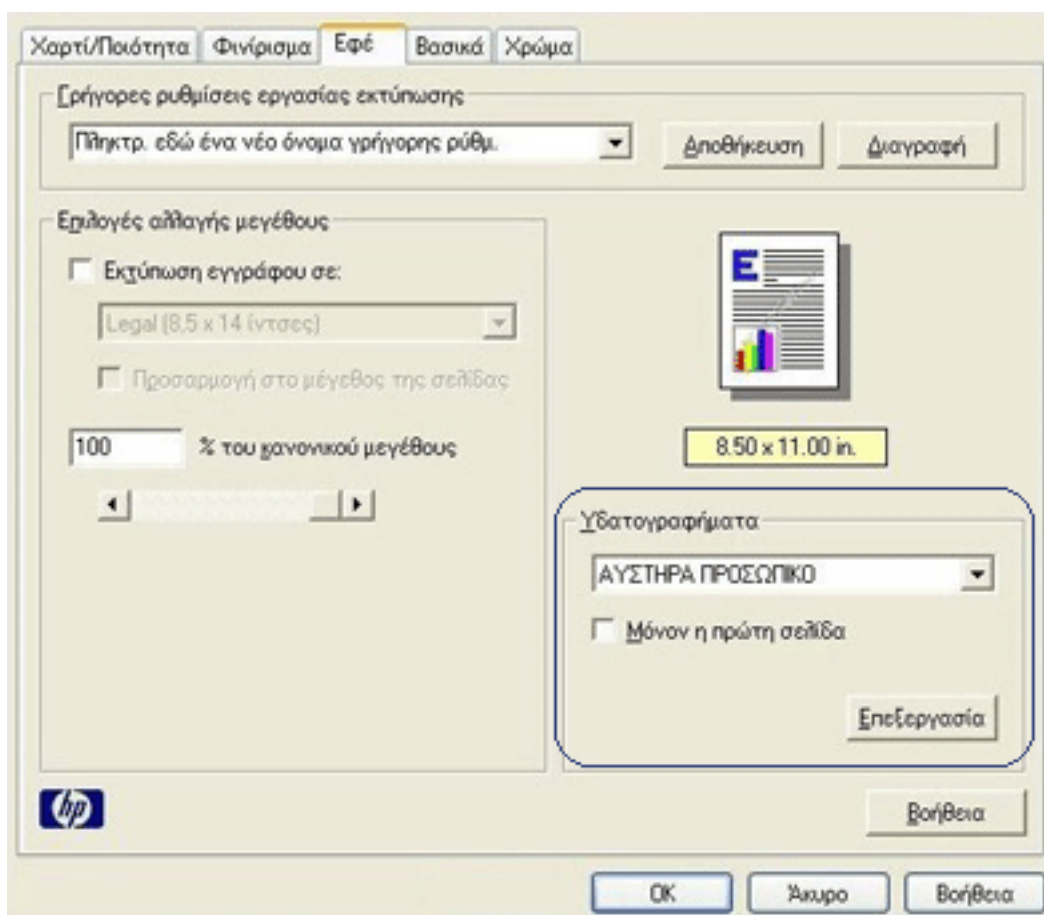 Χαρτί/Ποιότητα Φινίρισμα Εφέ Βασικά Χρώμα
Γρήγορες ρυθμίσεις εργασίας εκτύπωσης
Πληκτρ. εδώ ένα νέο όνομα γρήγορης ρύθμ. Αποθήκευση Διαγραφή
Επιλογές αλλαγής μεγέθους
Εκτύπωση εγγράφου σε:
Legal (8,5 x 14 ίντσες)
Προσαρμογή στο μέγεθος της σελίδας
100 % του κανονικού μεγέθους
E
8.50 x 11.00 in.
Υδατογραφήματα
ΑΥΣΤΗΡΑ ΠΡΟΣΩΠΙΚΟ
Μόνον η πρώτη σελίδα
Επεξεργασία
hp
Βοήθεια
OK Άκυρο Βοήθεια